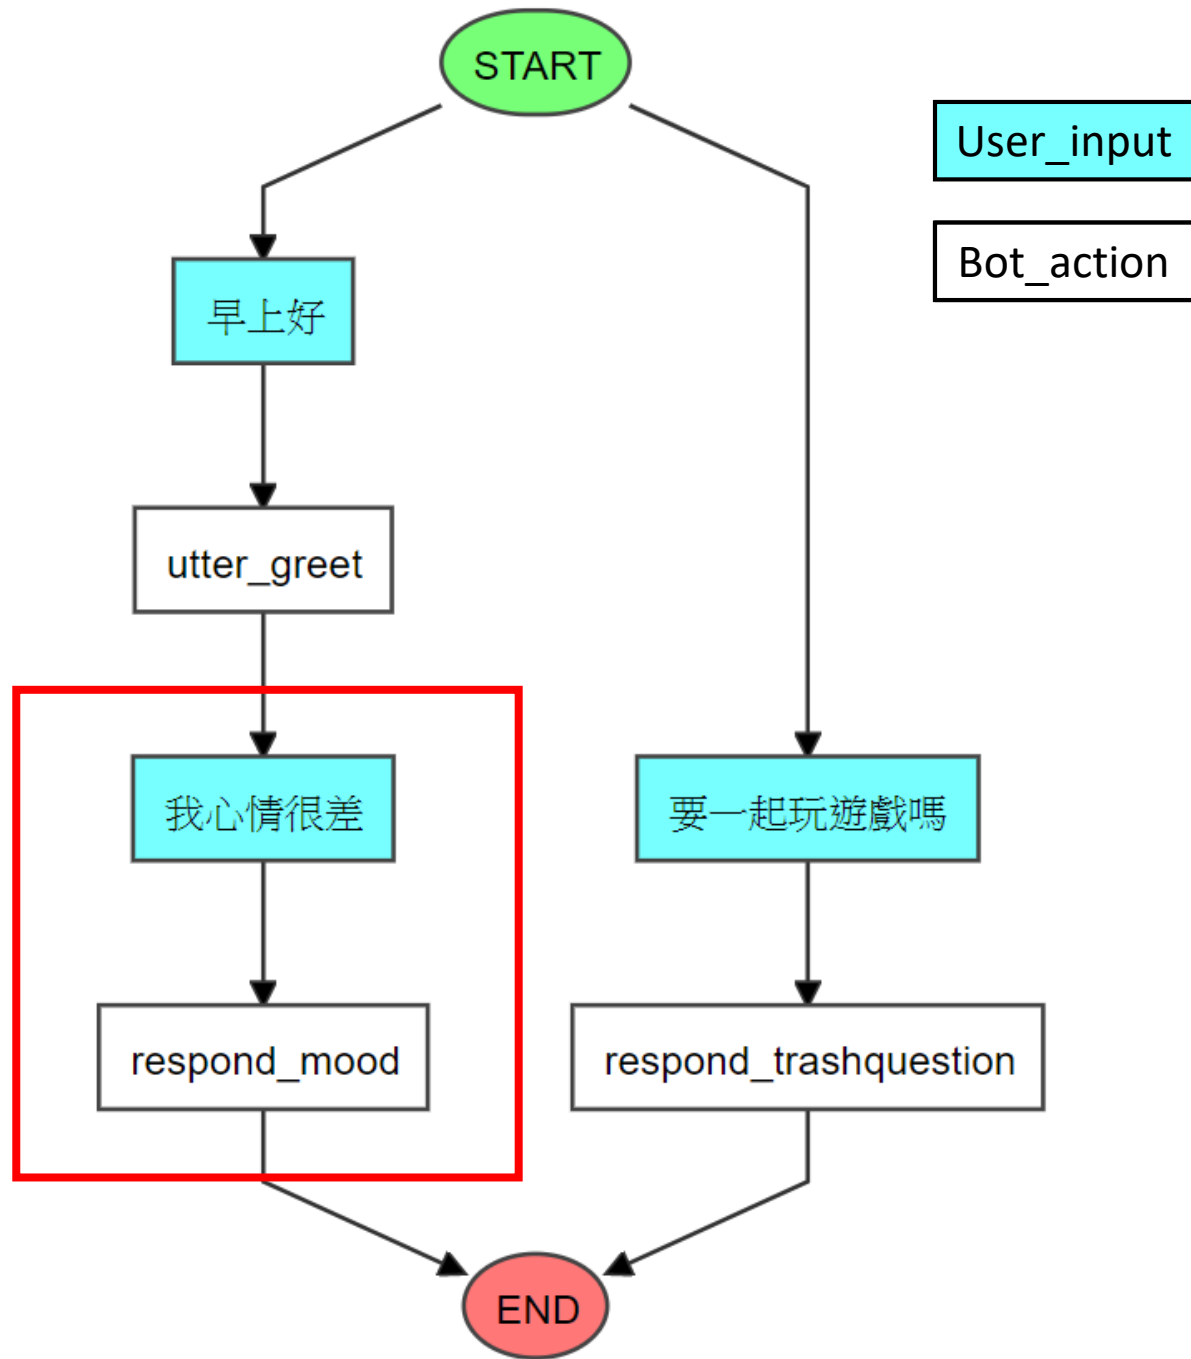 START
User_input
Bot_action
早上好
utter_greet
我心情很差
要一起玩遊戲嗎
respond_mood
respond_trashquestion
END